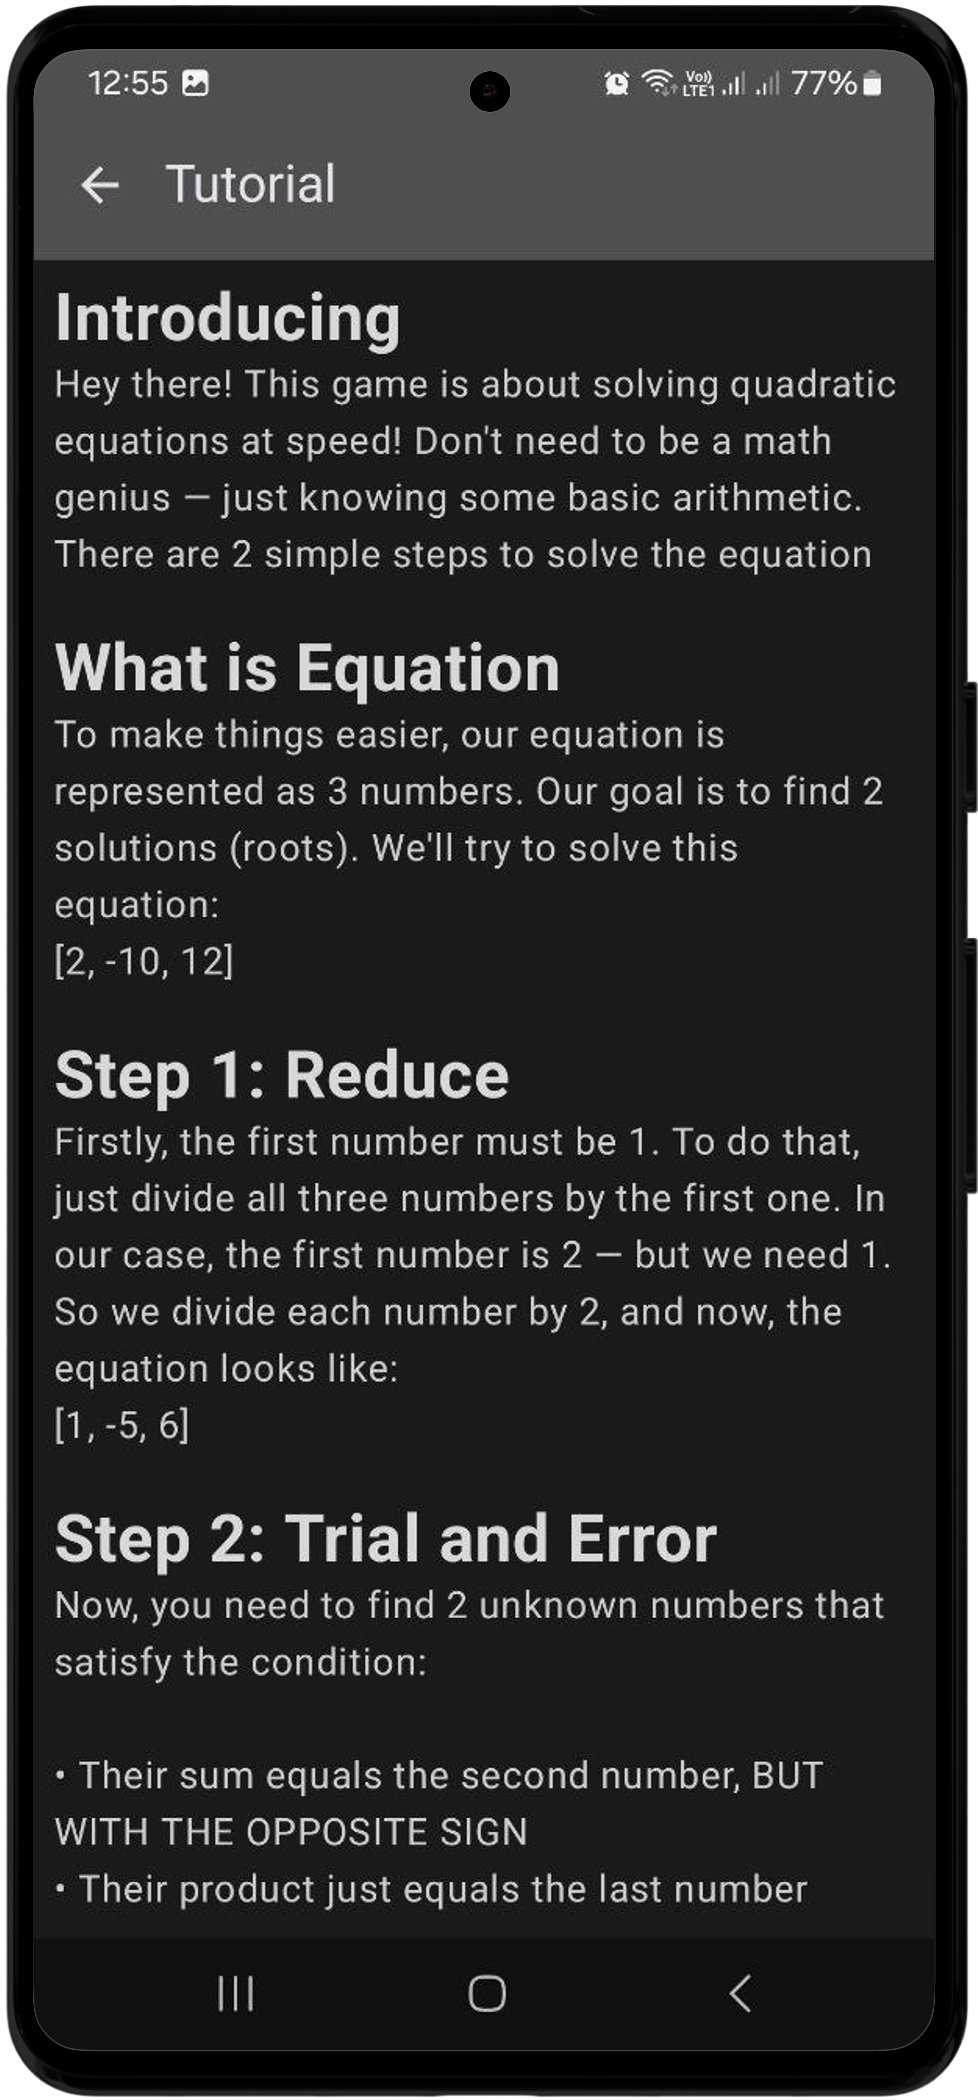 12:55 Vo)) LTE1 77%
Tutorial
Introducing
Hey there! This game is about solving quadratic
equations at speed! Don't need to be a math
genius — just knowing some basic arithmetic.
There are 2 simple steps to solve the equation
What is Equation
To make things easier, our equation is
represented as 3 numbers. Our goal is to find 2
solutions (roots). We'll try to solve this
equation:
[2, -10, 12]
Step 1: Reduce
Firstly, the first number must be 1. To do that,
just divide all three numbers by the first one. In
our case, the first number is 2 — but we need 1.
So we divide each number by 2, and now, the
equation looks like:
[1, -5, 6]
Step 2: Trial and Error
Now, you need to find 2 unknown numbers that
satisfy the condition:
• Their sum equals the second number, BUT
WITH THE OPPOSITE SIGN
• Their product just equals the last number